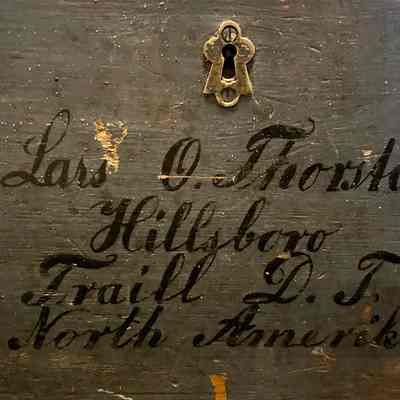 Lars O. Thorst
Hillsboro
Traill D. T.
North Amerik